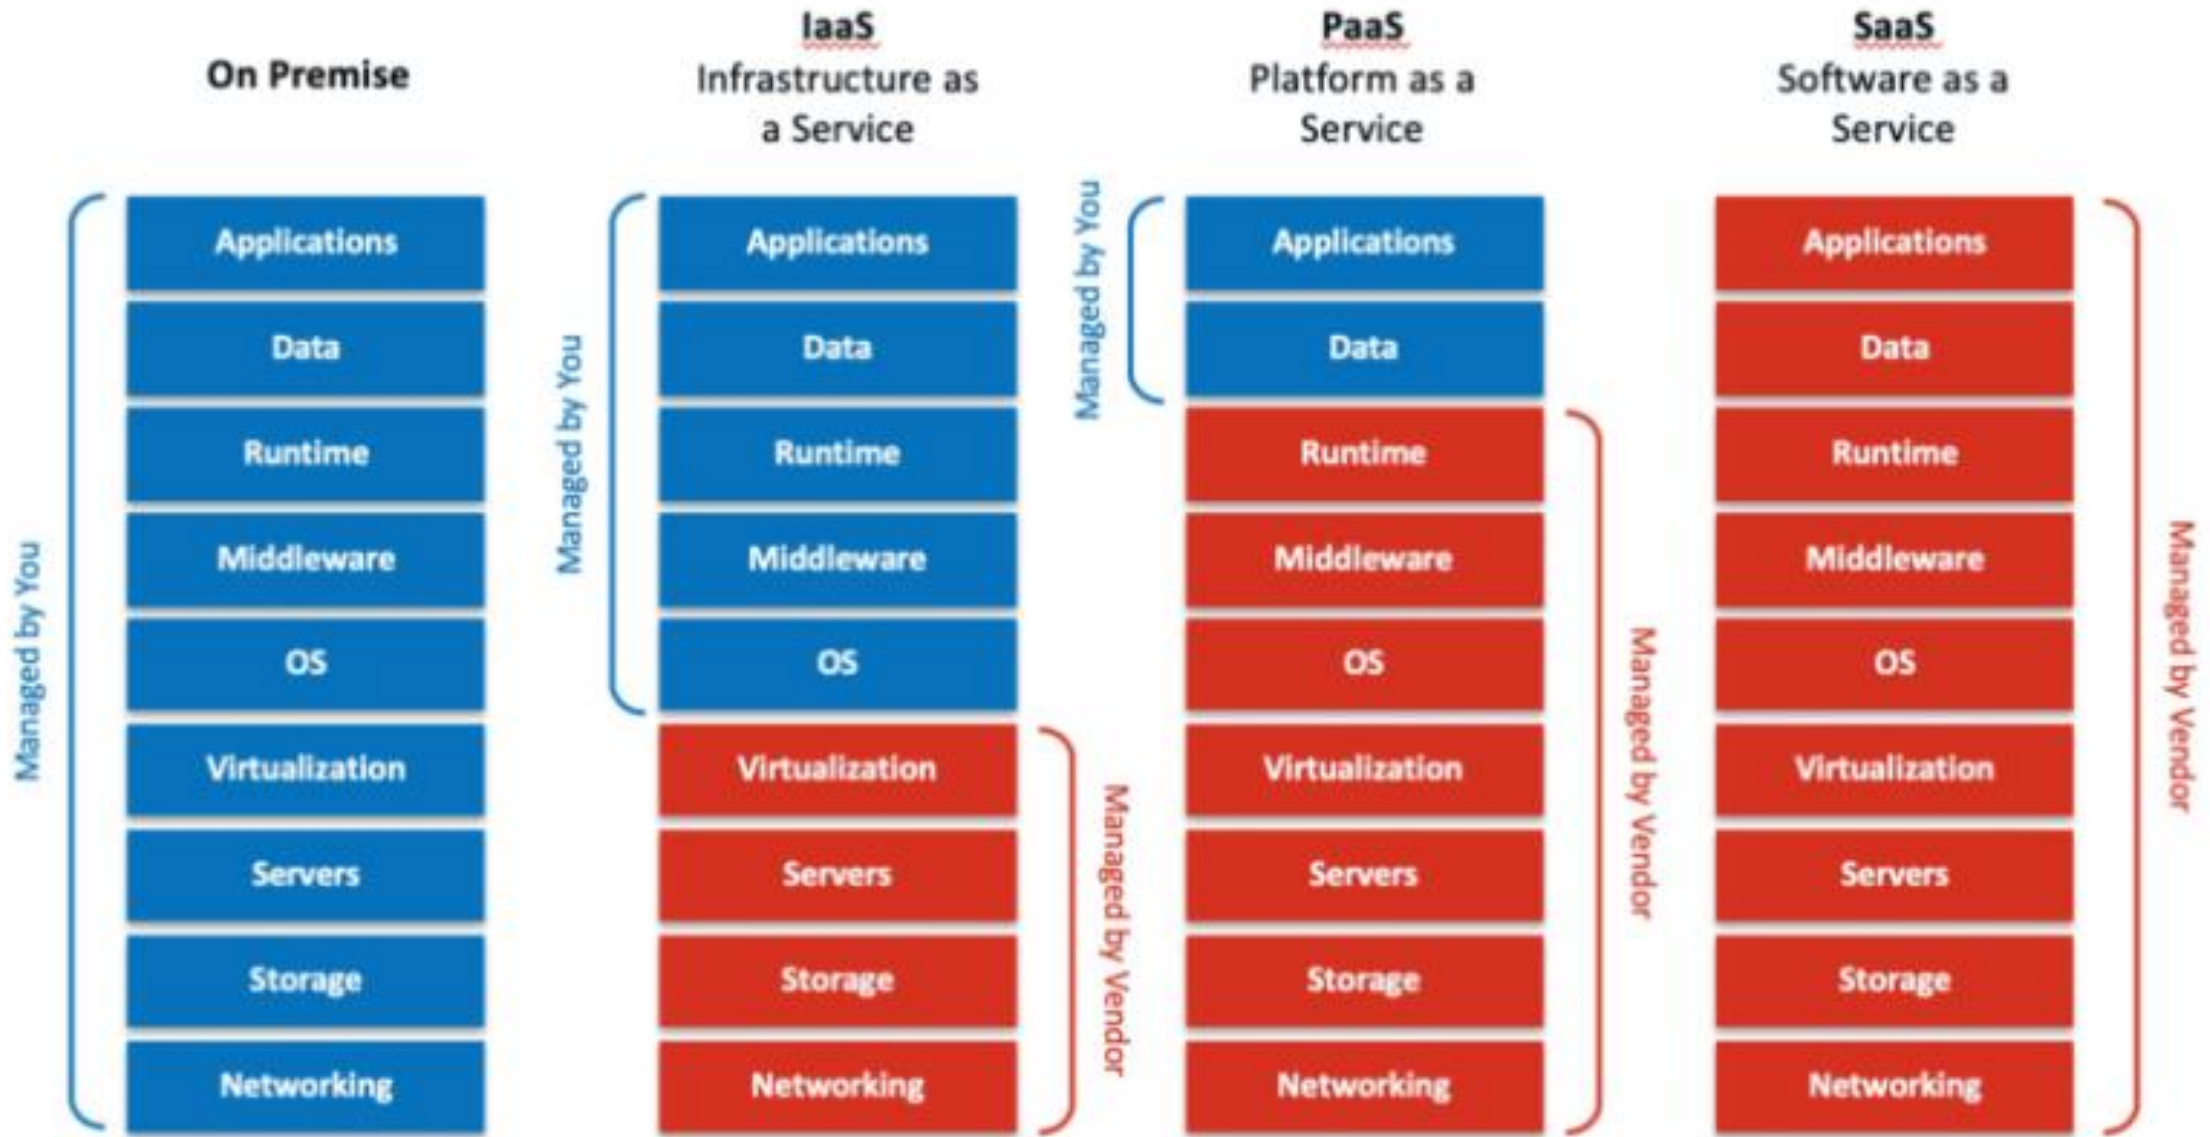 On Premise
IaaS
Infrastructure as
a Service
PaaS
Platform as a
Service
SaaS
Software as a
Service
Managed by You
Applications
Data
Runtime
Middleware
OS
Virtualization
Servers
Storage
Networking
Managed by You
Applications
Data
Runtime
Middleware
OS
Virtualization
Servers
Storage
Networking
Managed by Vendor
Managed by You
Applications
Data
Runtime
Middleware
OS
Virtualization
Servers
Storage
Networking
Managed by Vendor
Applications
Data
Runtime
Middleware
OS
Virtualization
Servers
Storage
Networking
Managed by Vendor